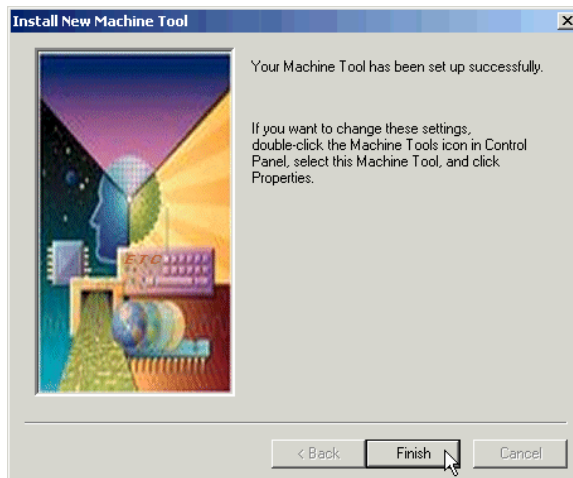 Install New Machine Tool
Your Machine Tool has been set up successfully.
If you want to change these settings,
double-click the Machine Tools icon in Control
Panel, select this Machine Tool, and click
Properties.
ETC
< Back
Finish
Cancel